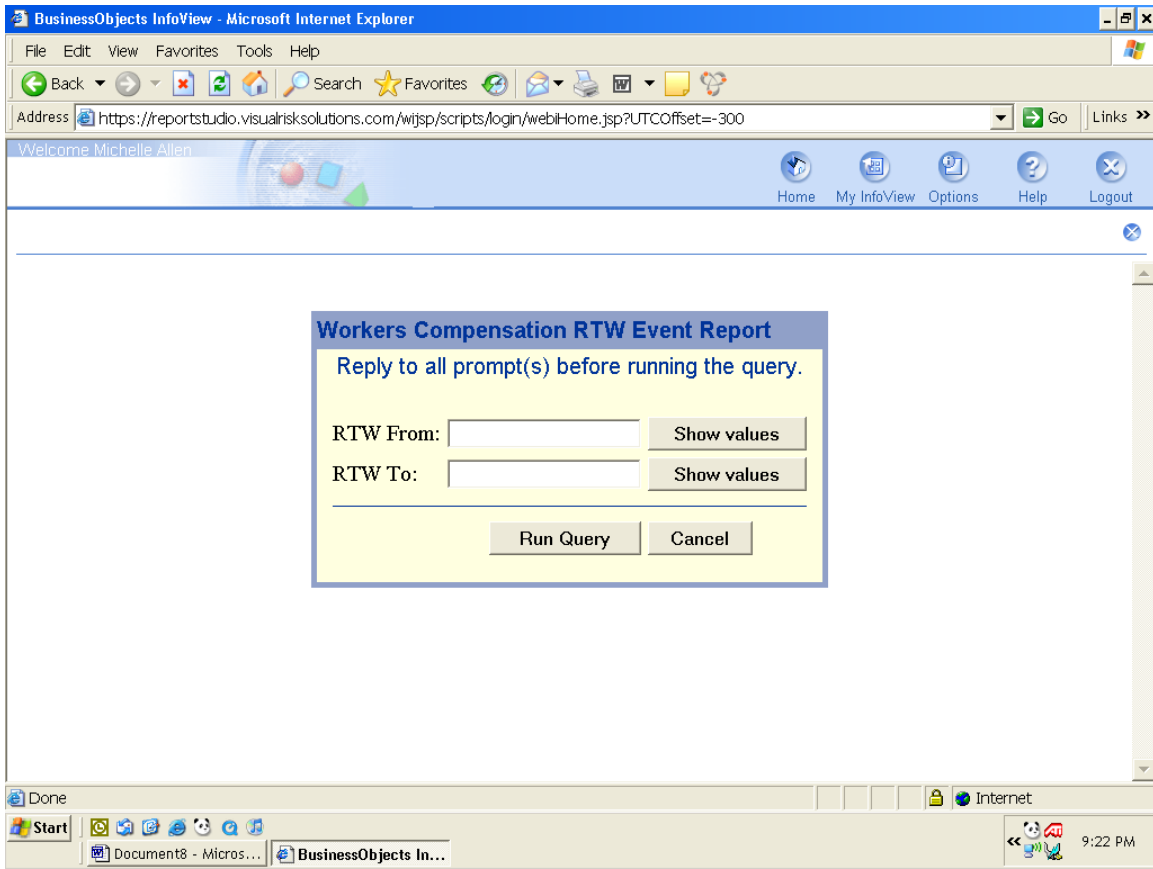 BusinessObjects InfoView - Microsoft Internet Explorer
File Edit View Favorites Tools Help
Back Search Favorites
Address https://reportstudio.visualrisksolutions.com/wijsp/scripts/login/webiHome.jsp?UTCOffset=-300 Go Links »
Welcome Michelle Allen
Home My InfoView Options Help Logout
Workers Compensation RTW Event Report
Reply to all prompt(s) before running the query.
RTW From: Show values
RTW To: Show values
Run Query Cancel
Done Internet
Start
Document8 - Micros... BusinessObjects In... « 9:22 PM